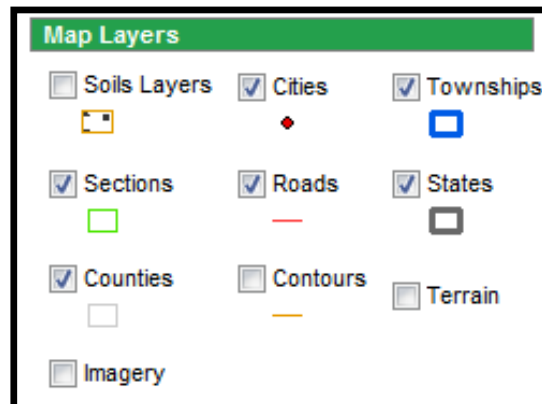 Map Layers
Soils Layers Cities Townships
Sections Roads States
Counties Contours Terrain
Imagery